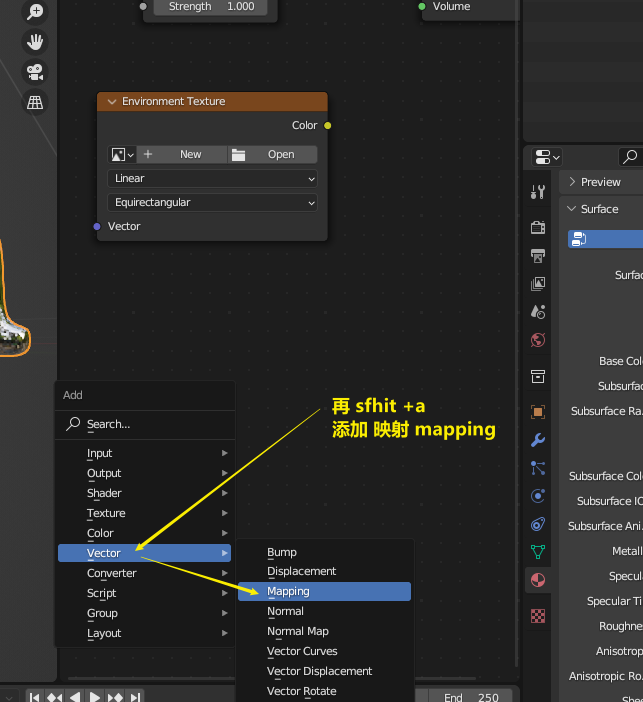 Strength 1.000
Volume
Environment Texture
Color
New
Open
Linear
Equirectangular
Vector
Preview
Surface
Surfac
Base Col
Subsurfac
Subsurface Ra
Subsurface Col
Subsurface IO
Subsurface Ani
Metall
Specul
Specular Ti
Roughne
Anisotrop
Anisotropic Ro
Shee
再 sfhit +a
添加 映射 mapping
Add
Search...
Input
Output
Shader
Texture
Color
Vector
Converter
Script
Group
Layout
Bump
Displacement
Mapping
Normal
Normal Map
Vector Curves
Vector Displacement
Vector Rotate
End 250